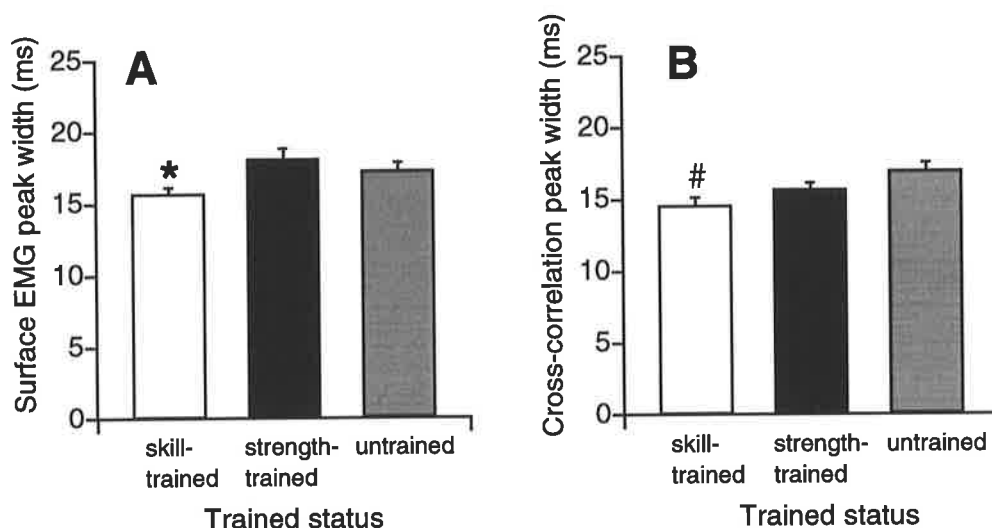 A
Surface EMG peak width (ms)
25
20
15
10
5
0
*
skill-
trained
strength-
trained
untrained
Trained status
B
Cross-correlation peak width (ms)
25
20
15
10
5
0
#
skill-
trained
strength-
trained
untrained
Trained status